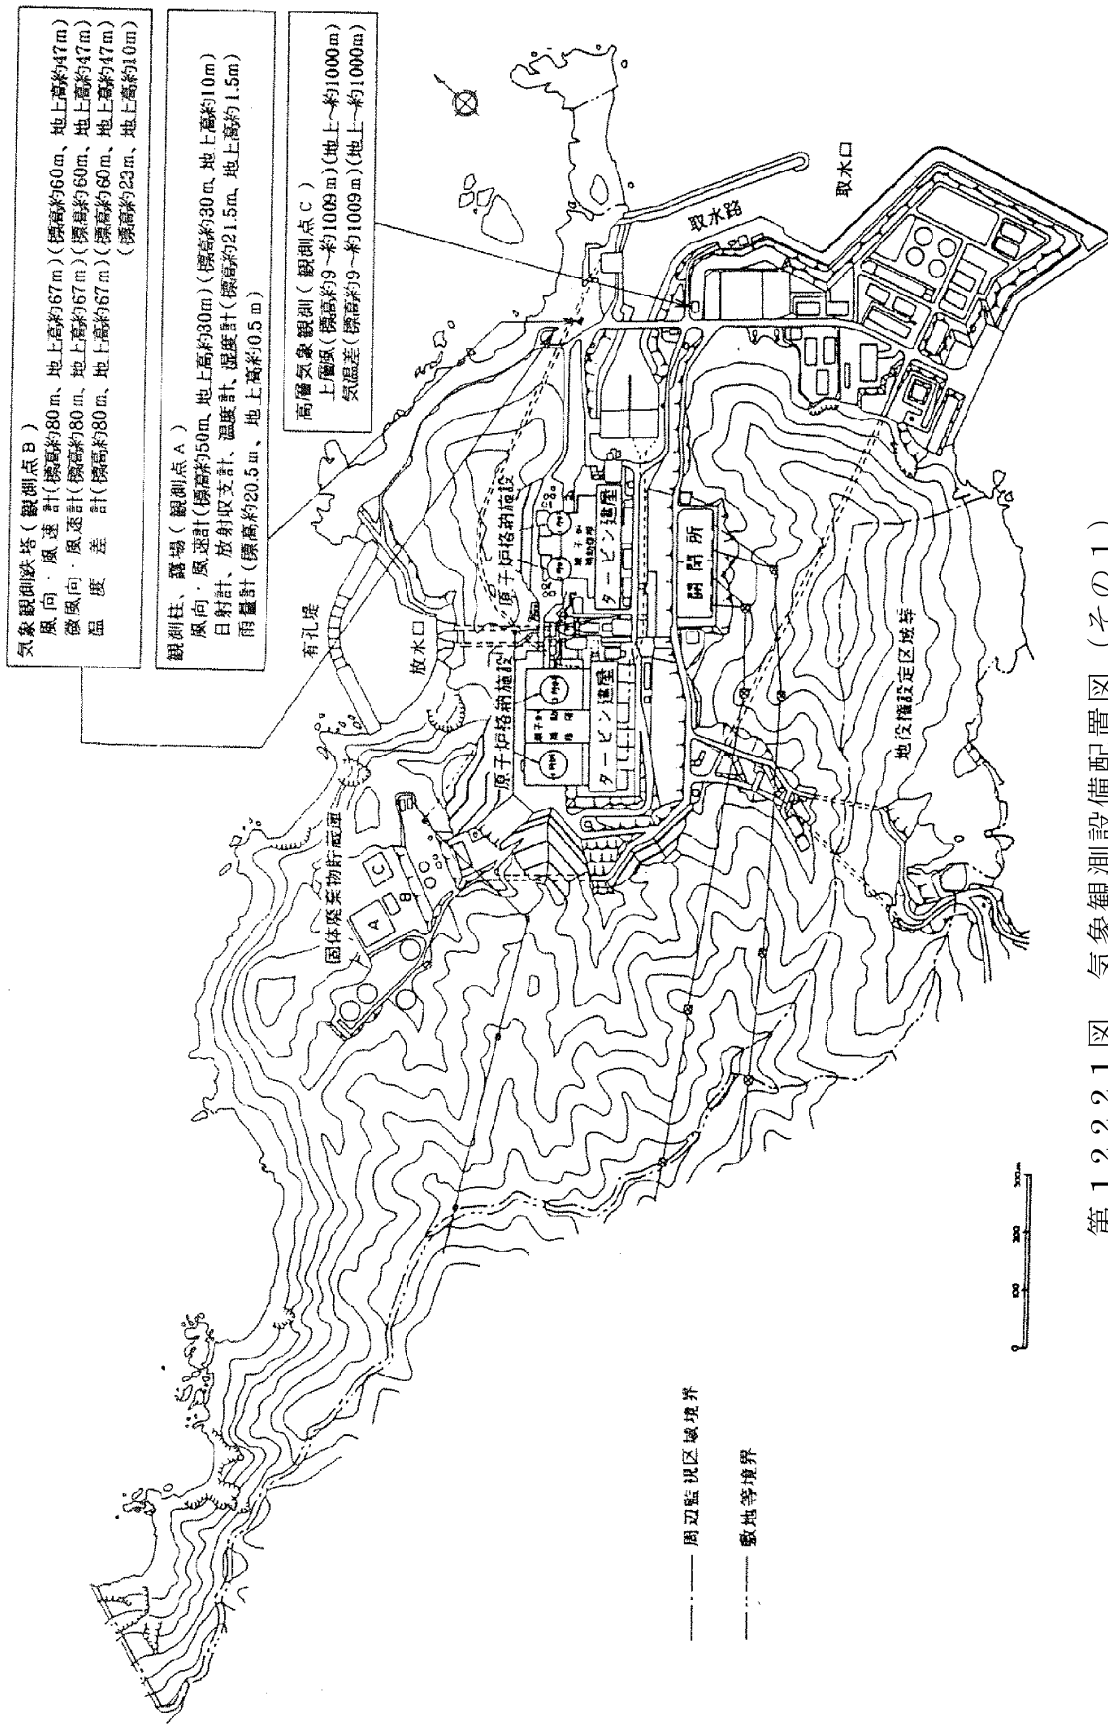 気象観測鉄塔(観測点B)
風向・風速計(標高約80m、地上高約67m)(標高約60m、地上高約47m)
微風向・風速計(標高約80m、地上高約67m)(標高約60m、地上高約47m)
温度差計(標高約80m、地上高約67m)(標高約60m、地上高約47m)
(標高約23m、地上高約10m)
観測柱、露場(観測点A)
風向・風速計(標高約50m、地上高約30m)(標高約30m、地上高約10m)
日射計、放射収支計、温度計、湿度計(標高約21.5m、地上高約1.5m)
雨量計(標高約20.5m、地上高約0.5m)
高層気象観測(観測点C)
上層風(標高約9~約1009m)(地上~約1000m)
気温差(標高約9~約1009m)(地上~約1000m)
有孔堤
放水口
取水路
取水口
原子炉格納施設
原子炉格納施設
タービン建屋
タービン建屋
開閉所
固体廃棄物貯蔵庫
A
B
C
地役権設定区域等
周辺監視区域境界
敷地等境界
0 100 200 300m
第1.2.2.2.1図 気象観測設備配置図(その1)